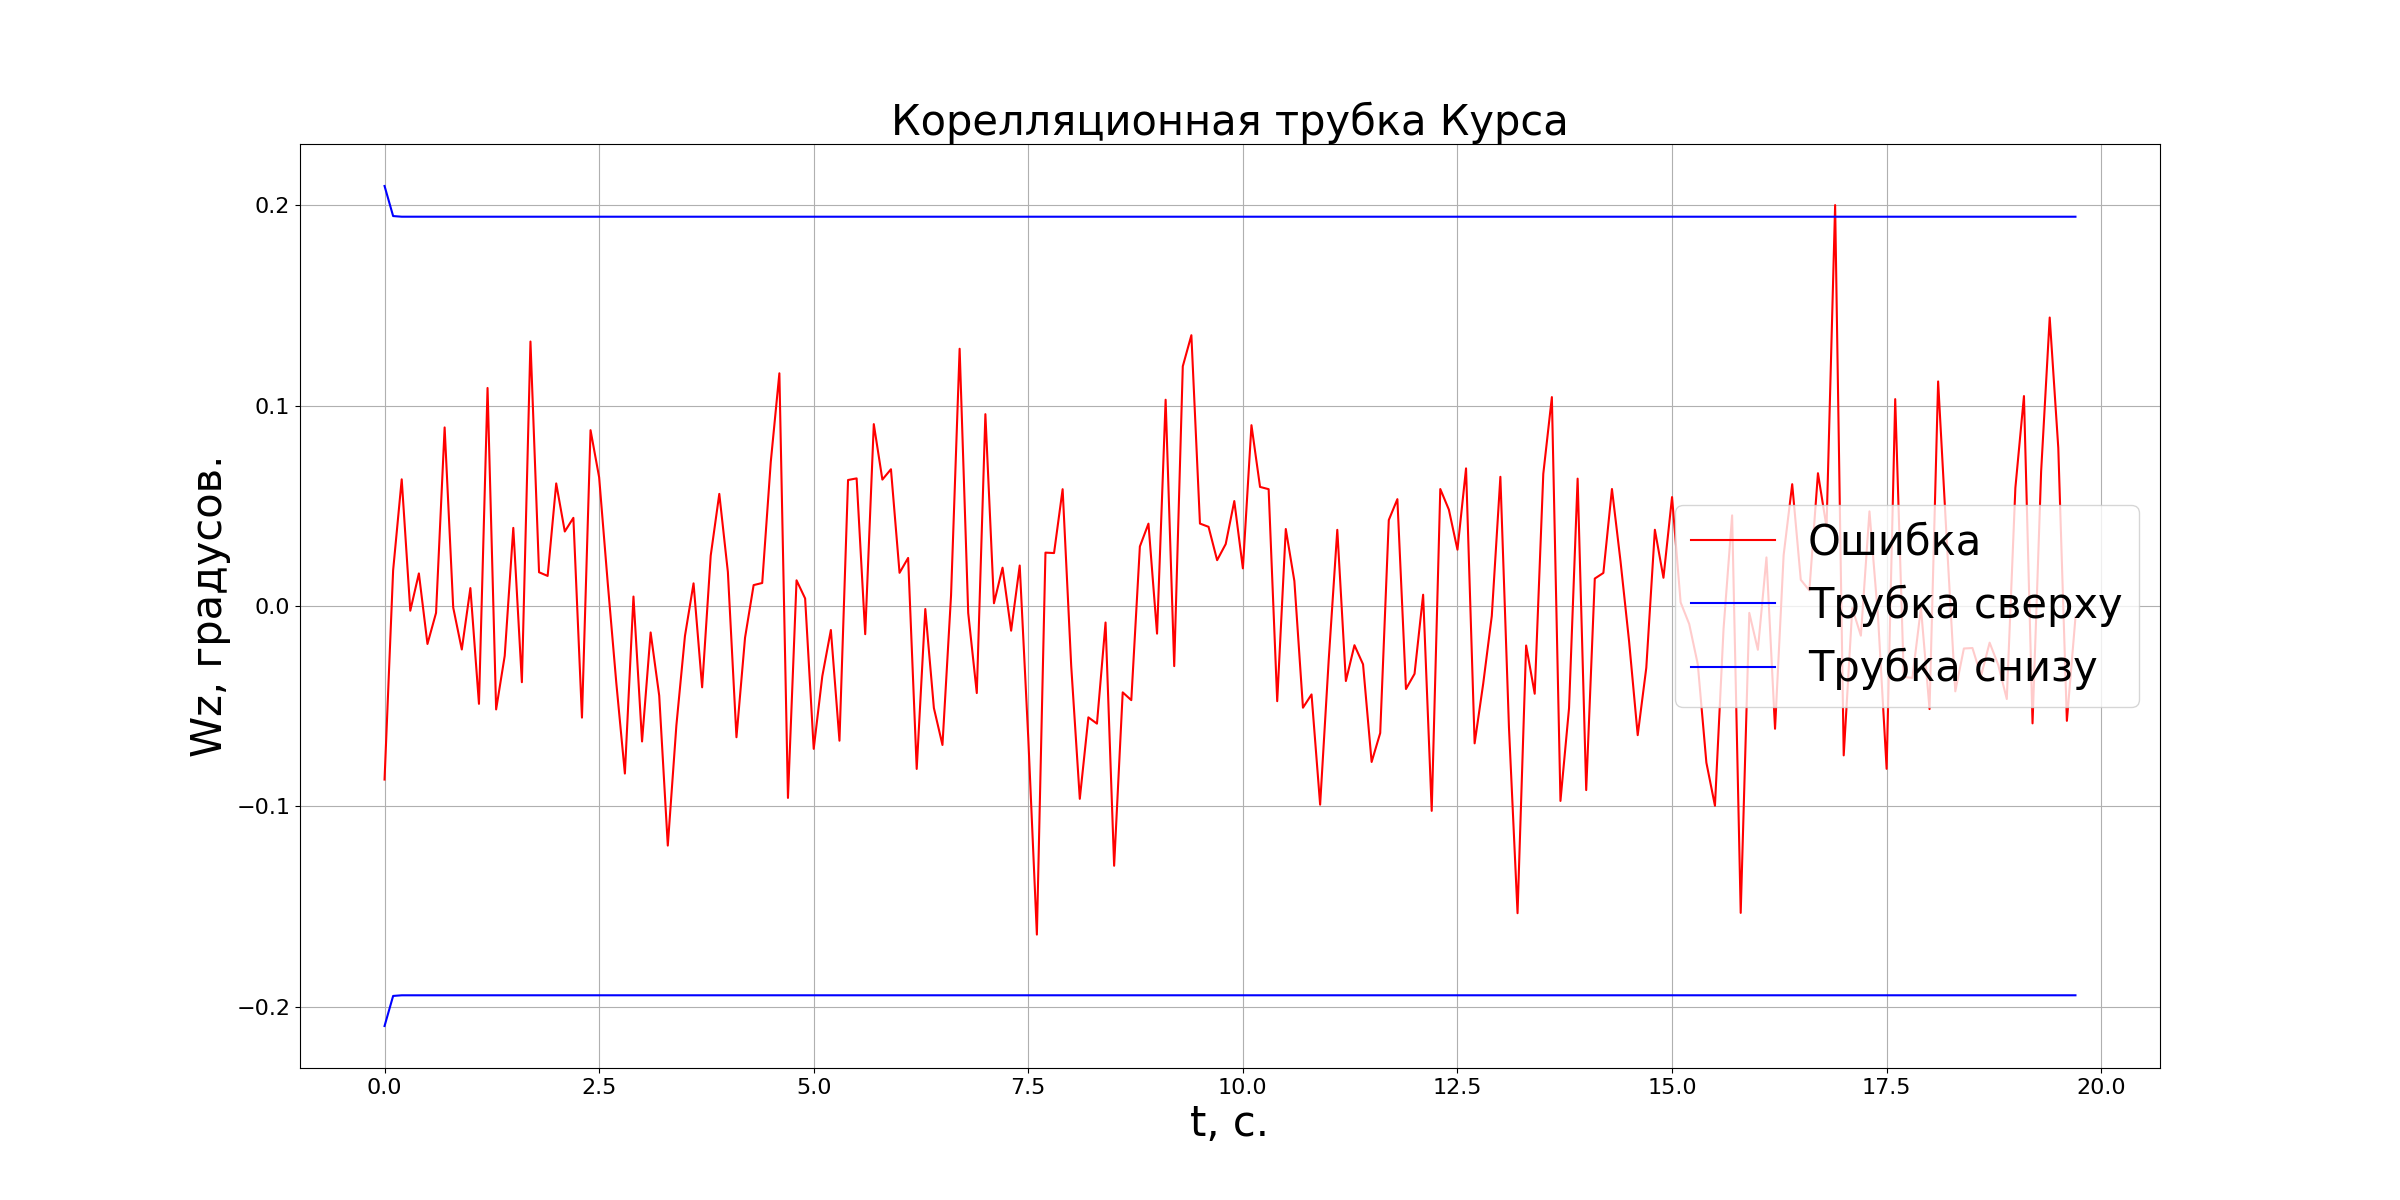 Корелляционная трубка Курса
0.2
0.1
0.0
−0.1
−0.2
Wz, градусов.
Ошибка
Трубка сверху
Трубка снизу
0.0 2.5 5.0 7.5 10.0 12.5 15.0 17.5 20.0
t, с.